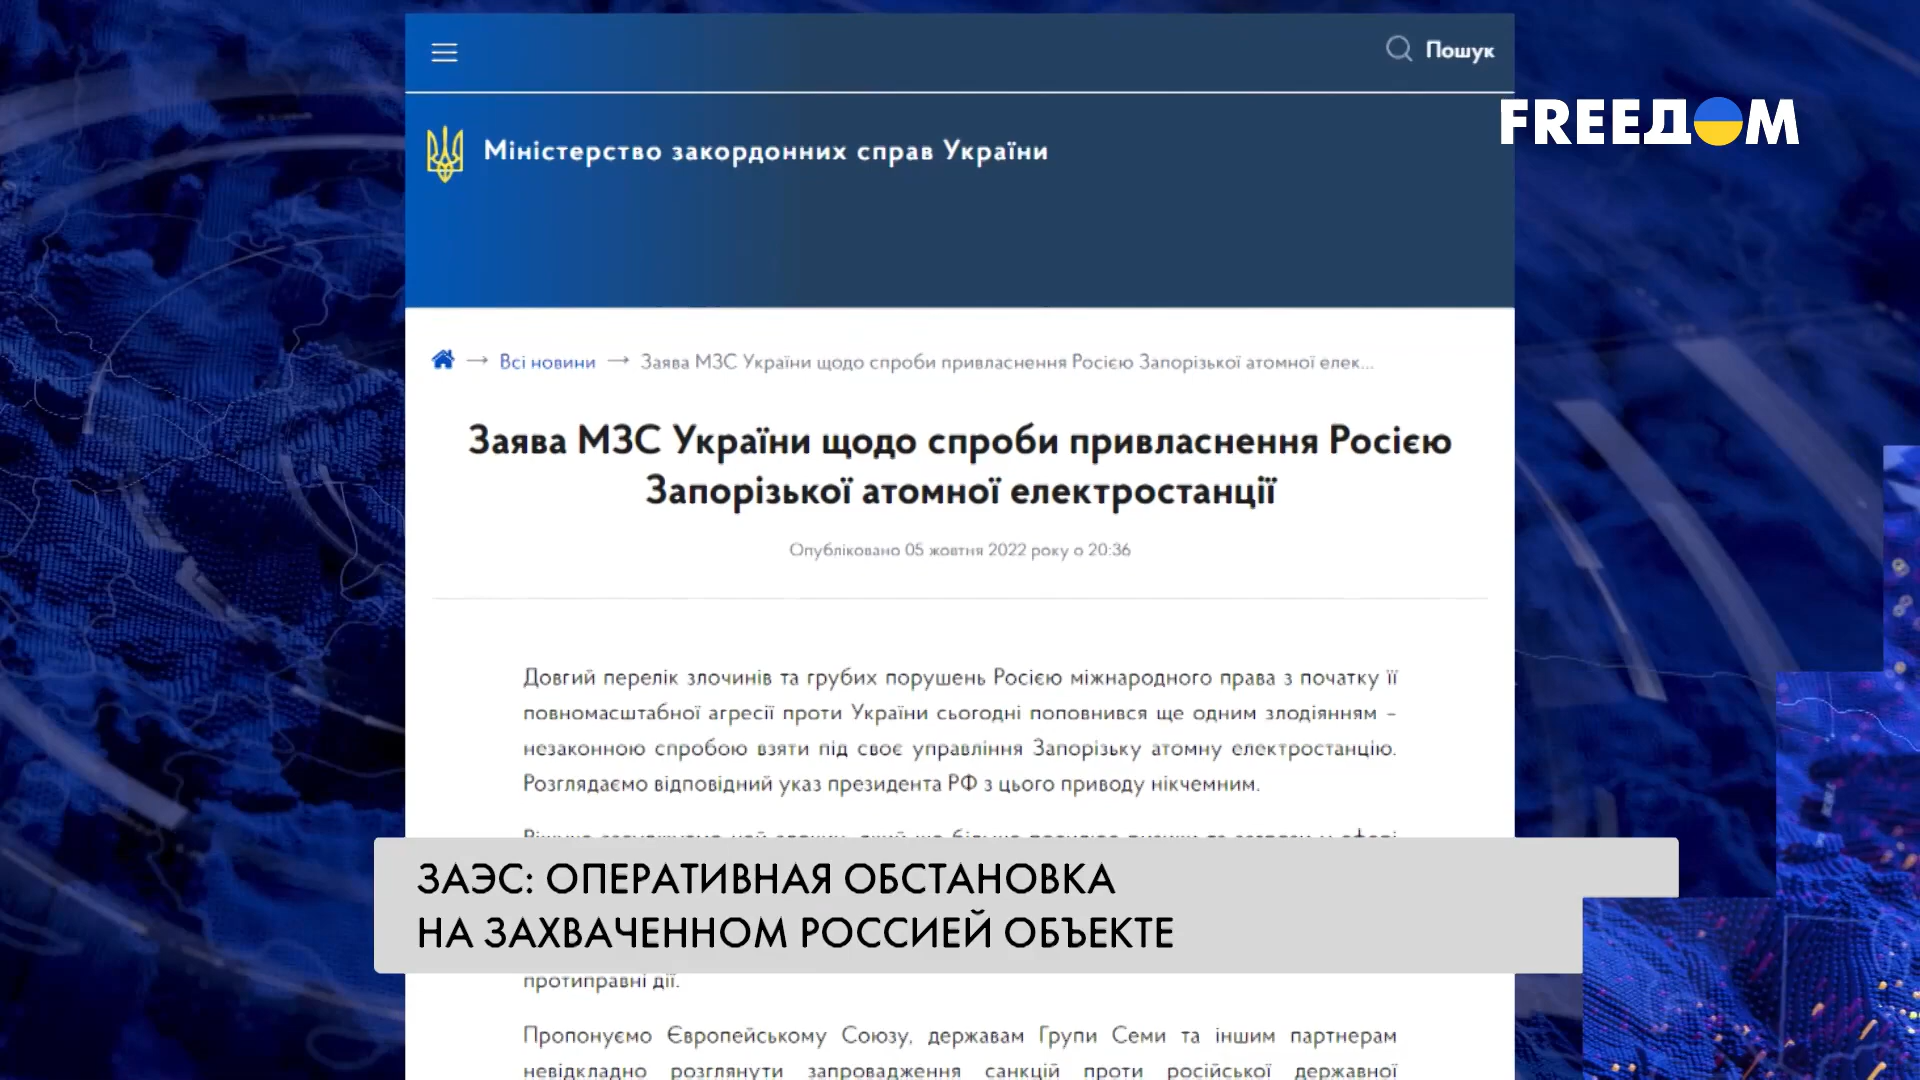 Пошук
FREEДOM
Міністерство закордонних справ України
Всі новини
Заява МЗС України щодо спроби привласнення Росією Запорізької атомної елек...
Заява МЗС України щодо спроби привласнення Росією
Запорізької атомної електростанції
Опубліковано 05 жовтня 2022 року о 20:36
Довгий перелік злочинів та грубих порушень Росією міжнародного права з початку її
повномасштабної агресії проти України сьогодні поповнився ще одним злодіянням –
незаконною спробою взяти під своє управління Запорізьку атомну електростанцію.
Розглядаємо відповідний указ президента РФ з цього приводу нікчемним.
ЗАЭС: ОПЕРАТИВНАЯ ОБСТАНОВКА
НА ЗАХВАЧЕННОМ РОССИЕЙ ОБЪЕКТЕ
протиправні дії.
Пропонуємо Європейському Союзу, державам Групи Семи та іншим партнерам
невідкладно розглянути запровадження санкцій проти російської державної